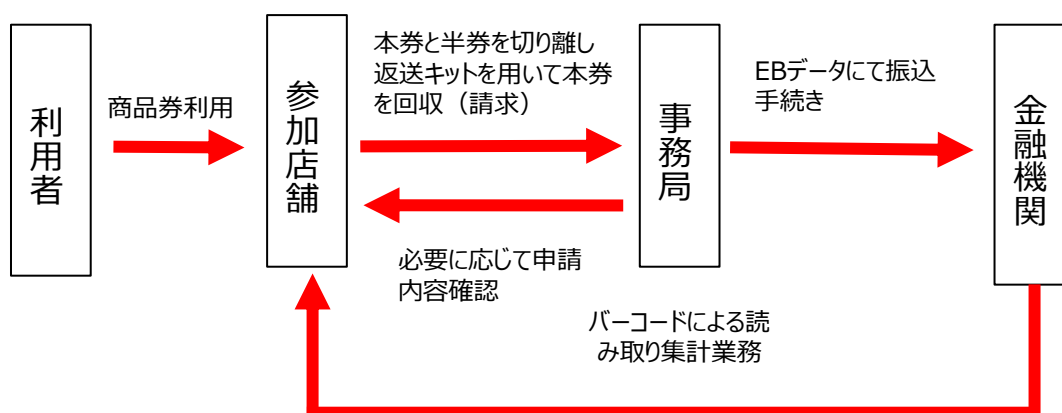 利用者
商品券利用
参加店舗
本券と半券を切り離し
返送キットを用いて本券
を回収（請求）
必要に応じて申請
内容確認
事務局
バーコードによる読
み取り集計業務
EBデータにて振込
手続き
金融機関